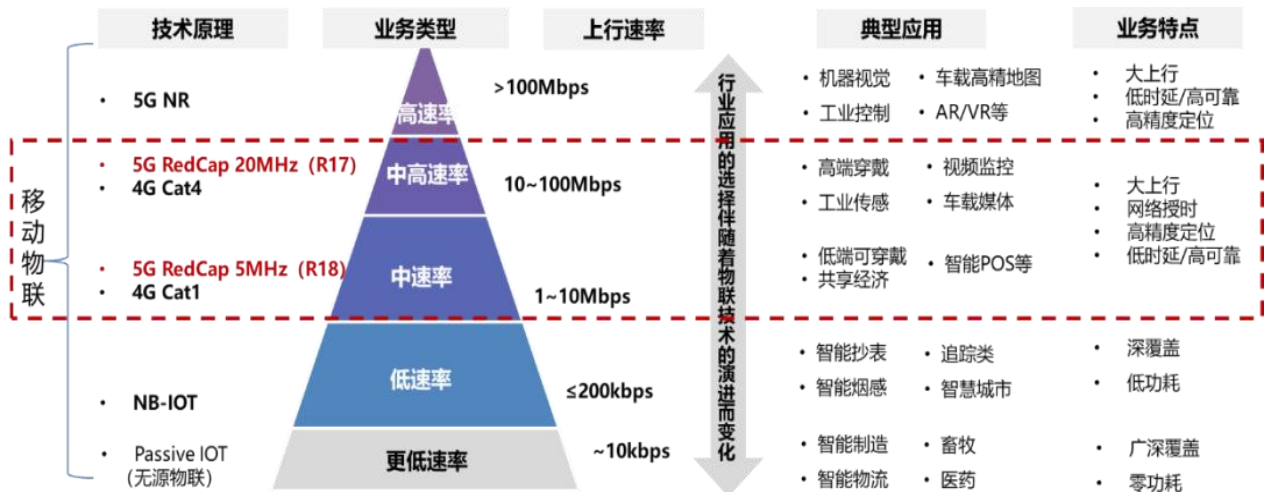 技术原理 业务类型 上行速率 典型应用 业务特点
移动物联
• 5G NR
高速率
>100Mbps
• 机器视觉 • 车载高精地图
• 工业控制 • AR/VR等
• 大上行
• 低时延/高可靠
• 高精度定位
• 5G RedCap 20MHz（R17）
• 4G Cat4
中高速率
10~100Mbps
• 高端穿戴 • 视频监控
• 工业传感 • 车载媒体
• 5G RedCap 5MHz（R18）
• 4G Cat1
中速率
1~10Mbps
• 低端可穿戴 • 智能POS等
• 共享经济
• 大上行
• 网络授时
• 高精度定位
• 低时延/高可靠
• NB-IOT
低速率
≤200kbps
• 智能抄表 • 追踪类
• 智能烟感 • 智慧城市
• 深覆盖
• 低功耗
• Passive IOT
(无源物联)
更低速率
~10kbps
• 智能制造 • 畜牧
• 智能物流 • 医药
• 广深覆盖
• 零功耗
行业应用的选择伴随着物联技术的演进而变化